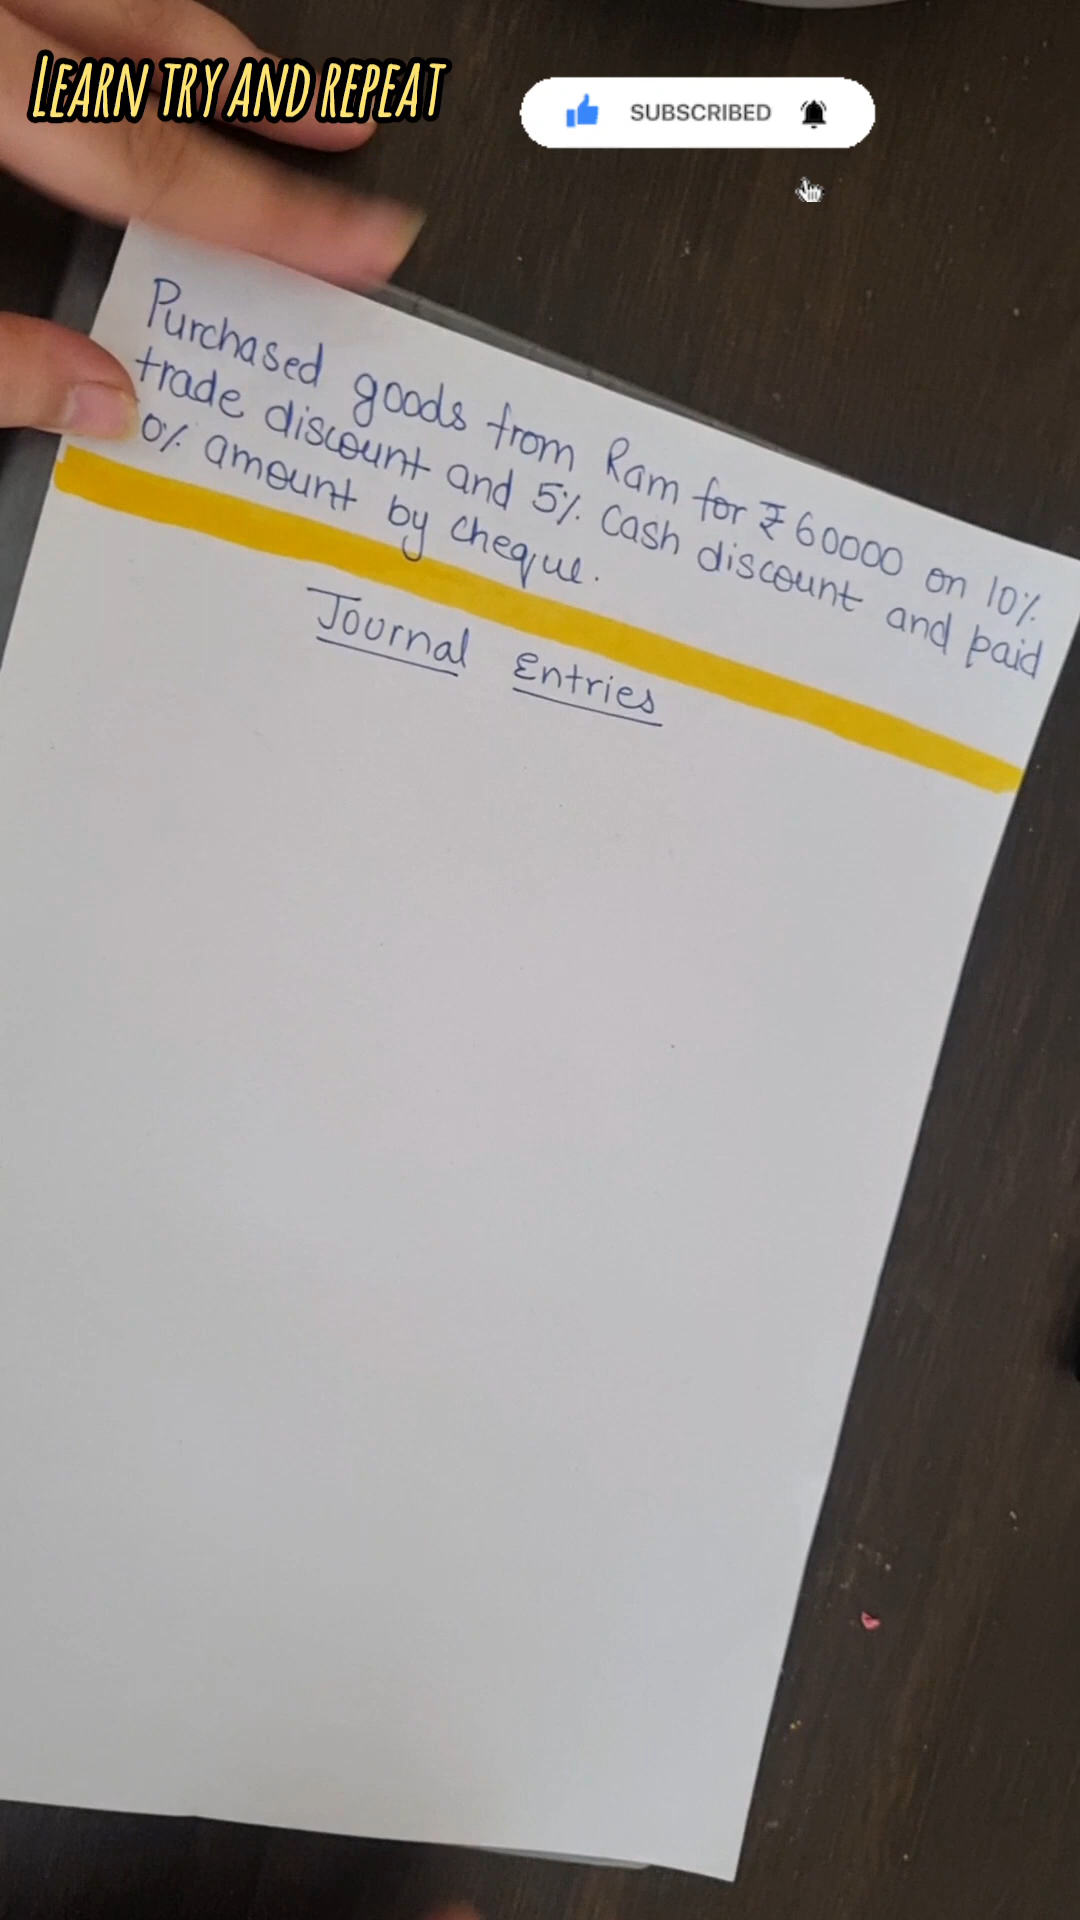 LEARN TRY AND REPEAT
SUBSCRIBED
Purchased goods from Ram for ₹ 60000 on 10%
trade discount and 5% Cash discount and paid
0% amount by cheque.
Journal Entries